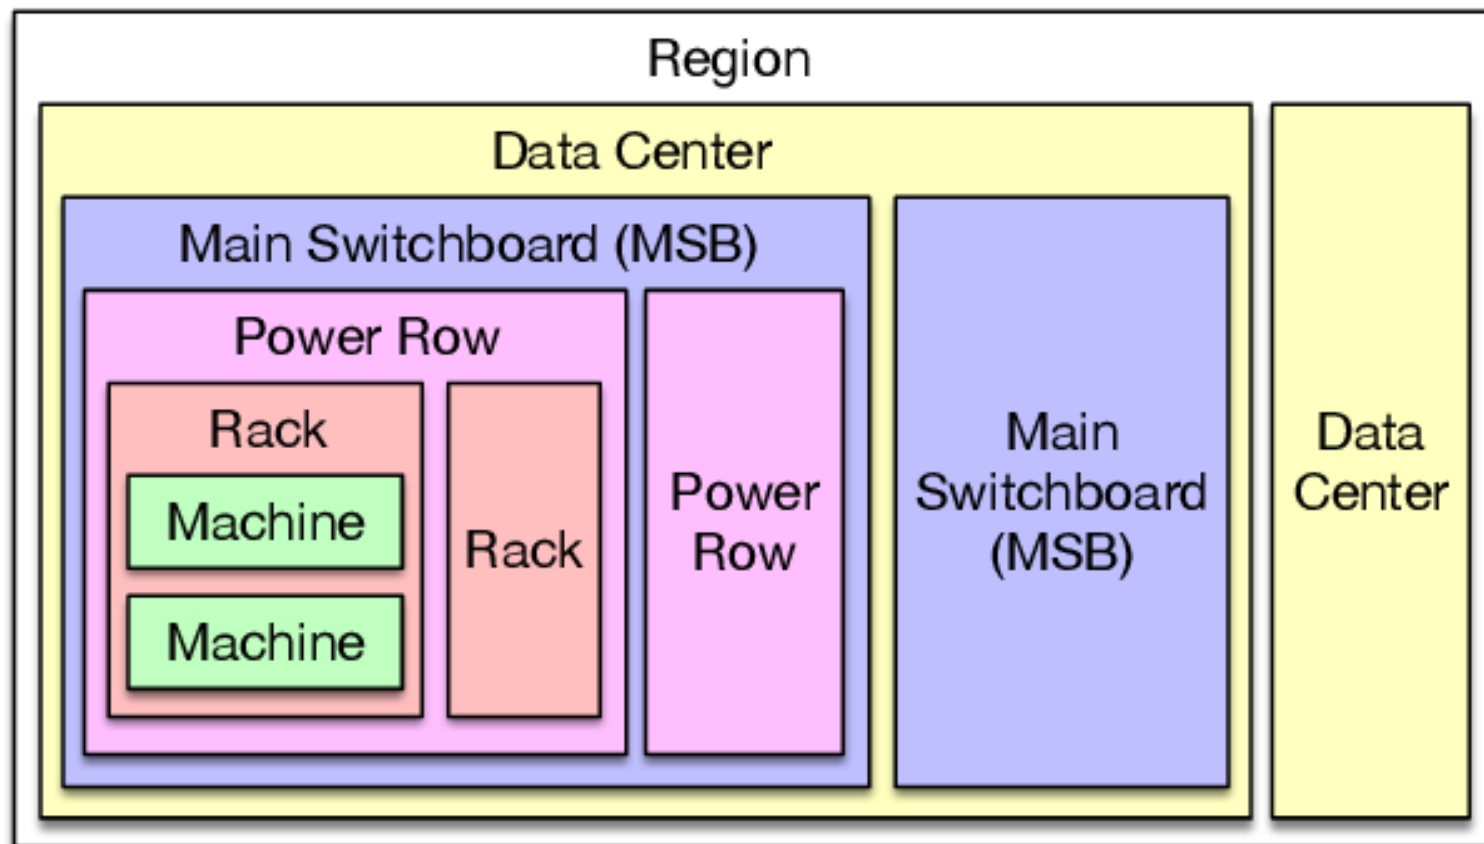 Region
Data Center
Main Switchboard (MSB)
Power Row
Rack
Machine
Machine
Rack
Power
Row
Main
Switchboard
(MSB)
Data
Center